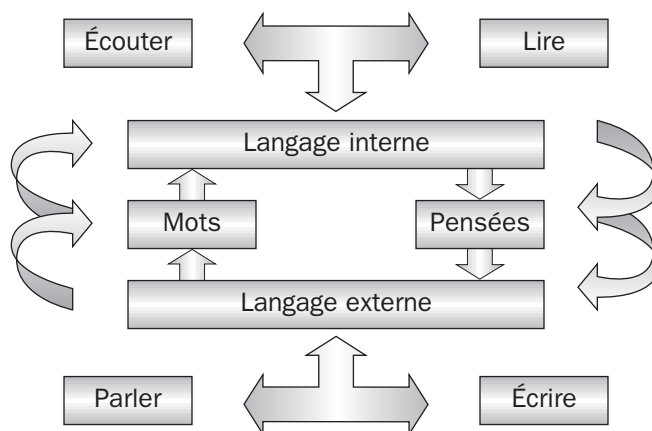 Écouter
Lire
Langage interne
Mots
Pensées
Langage externe
Parler
Écrire